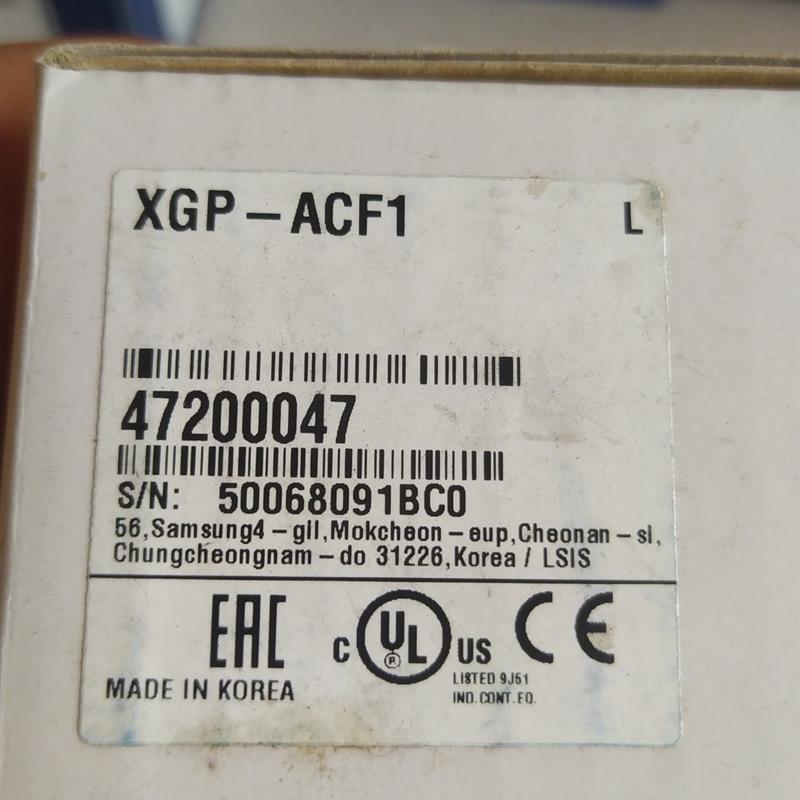 XGP-ACF1 L
47200047
S/N: 50068091BC0
56,Samsung4-gil,Mokcheon-eup,Cheonan-si,
Chungcheongnam-do 31226,Korea / LSIS
EAC C UL ® US CE
MADE IN KOREA
LISTED 9J51
IND.CONT.EQ.